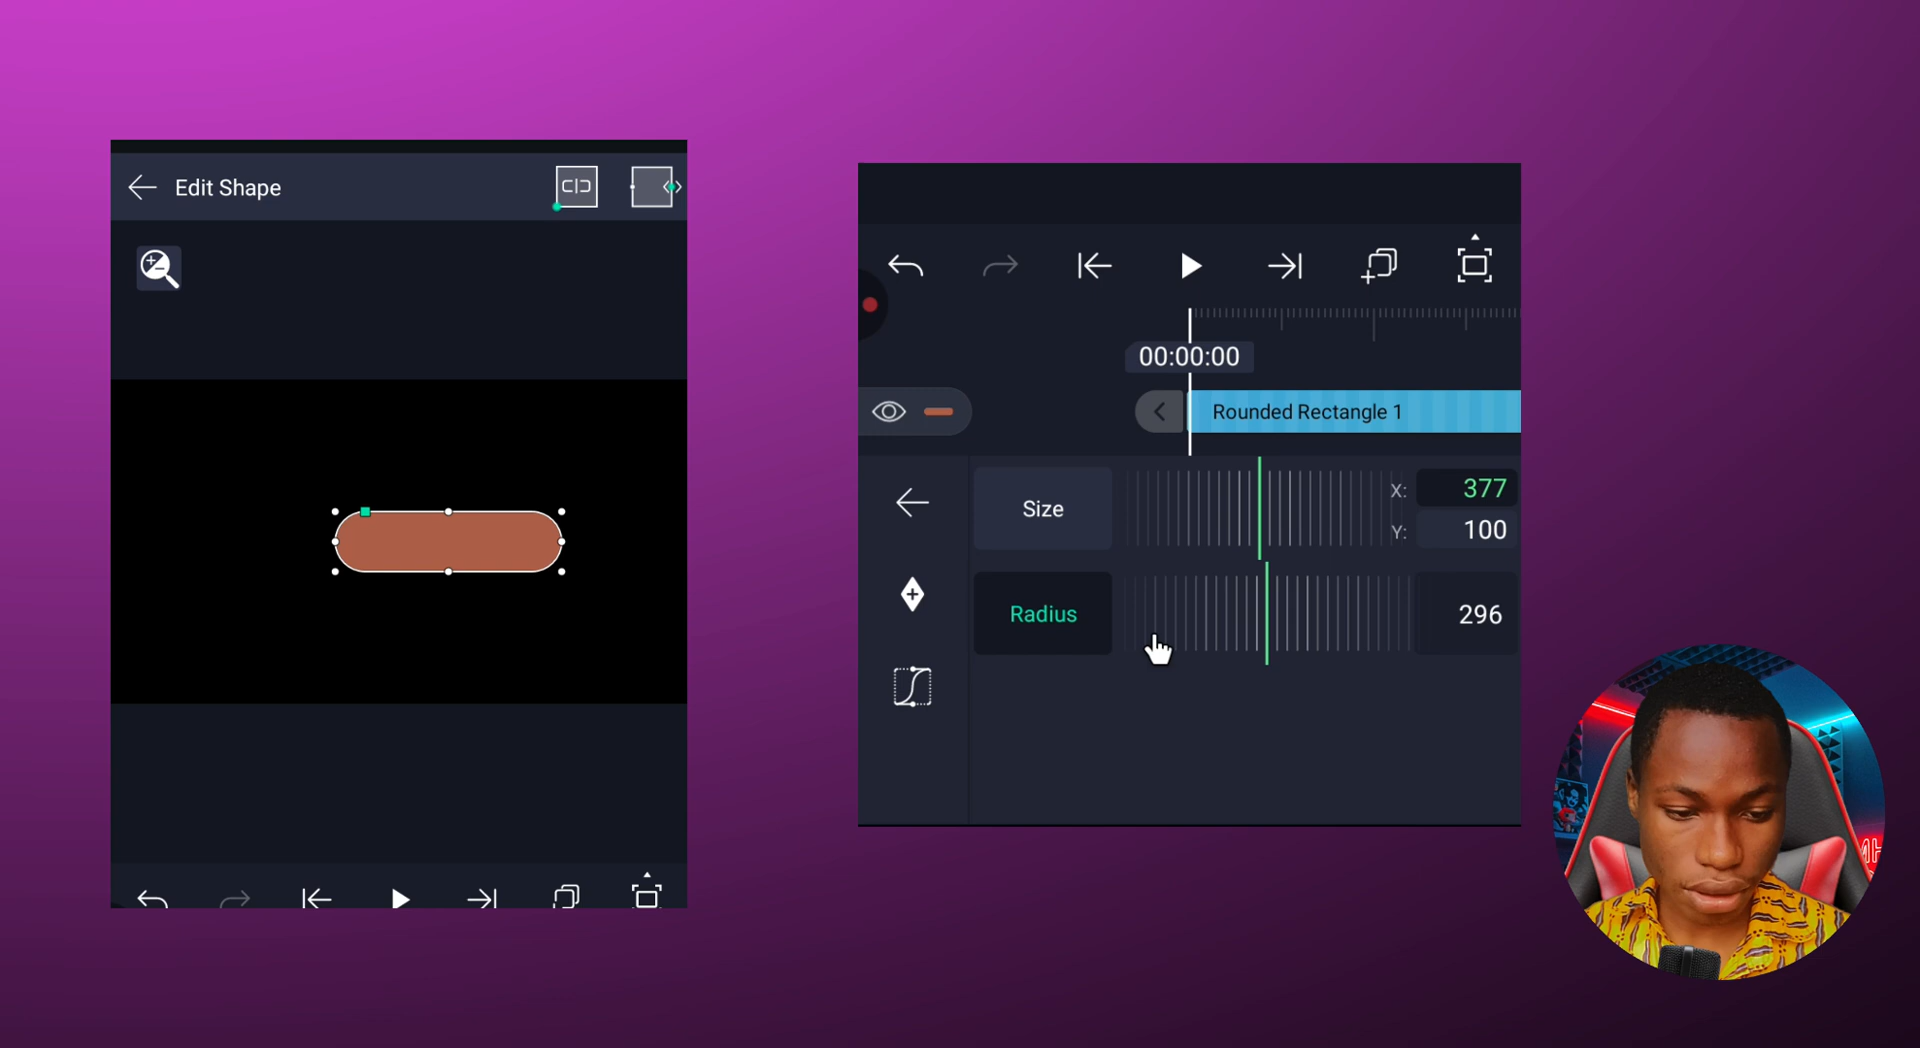 Edit Shape
00:00:00
Rounded Rectangle 1
Size
X: 377
Y: 100
Radius
296